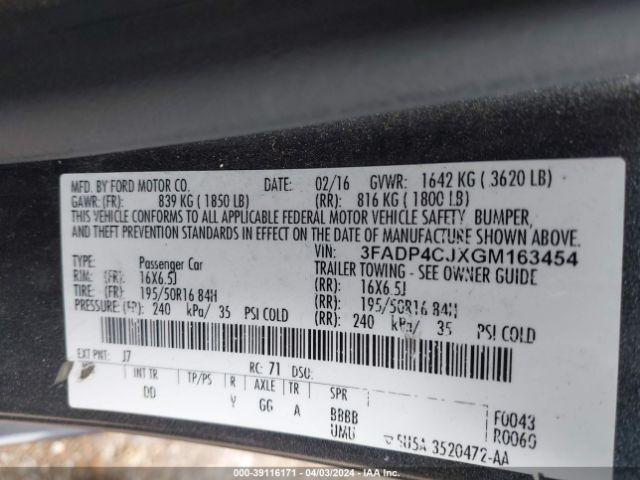 MFD. BY FORD MOTOR CO. DATE: 02/16 GVWR: 1642 KG ( 3620 LB)
GAWR: (FR): 839 KG ( 1850 LB) (RR): 816 KG ( 1800 LB)
THIS VEHICLE CONFORMS TO ALL APPLICABLE FEDERAL MOTOR VEHICLE SAFETY BUMPER,
AND THEFT PREVENTION STANDARDS IN EFFECT ON THE DATE OF MANUFACTURE SHOWN ABOVE.
VIN: 3FADP4CJXGM163454
TYPE: Passenger Car TRAILER TOWING - SEE OWNER GUIDE
RIM: (FR): 16X6.5J (RR): 16X6.5J
TIRE: (FR): 195/50R16 84H (RR): 195/50R16 84H
PRESSURE: (FR): 240 kPa/ 35 PSI COLD (RR): 240 kPa/ 35 PSI COLD
EXT PNT: J7 RC: 71 DSO:
INT TR TP/PS R AXLE TR SPR
DD Y GG A BBBB F0043
UMU R0060
SU5A 3520472-AA
000-39116171 - 04/03/2024 - IAA Inc.